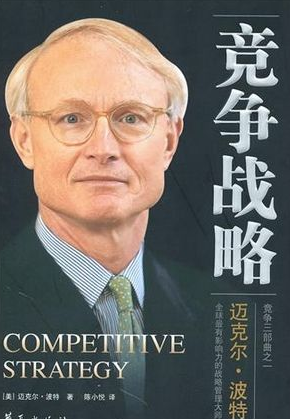 竞争战略
竞争三部曲之一
迈克尔·波特
全球最有影响力的战略管理大师
COMPETITIVE
STRATEGY
[美] 迈克尔·波特 著 陈小悦 译